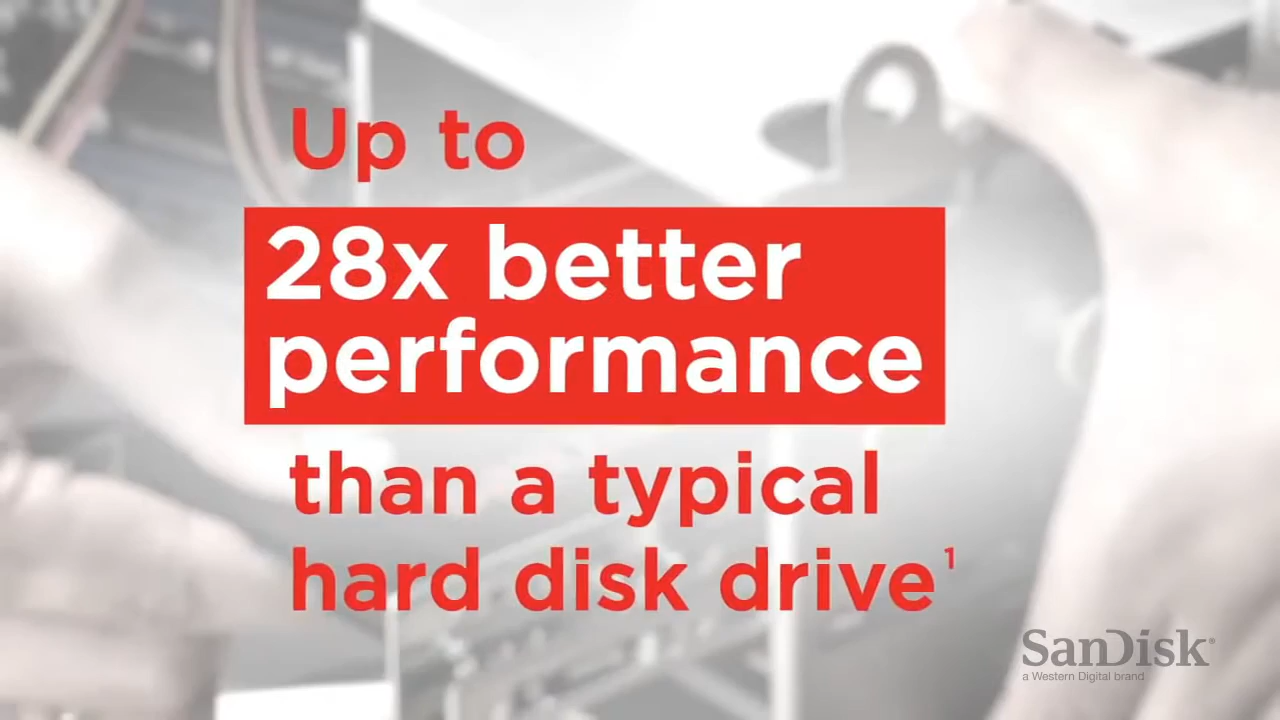 Up to
28x better
performance
than a typical
hard disk drive¹
SanDisk®
a Western Digital brand